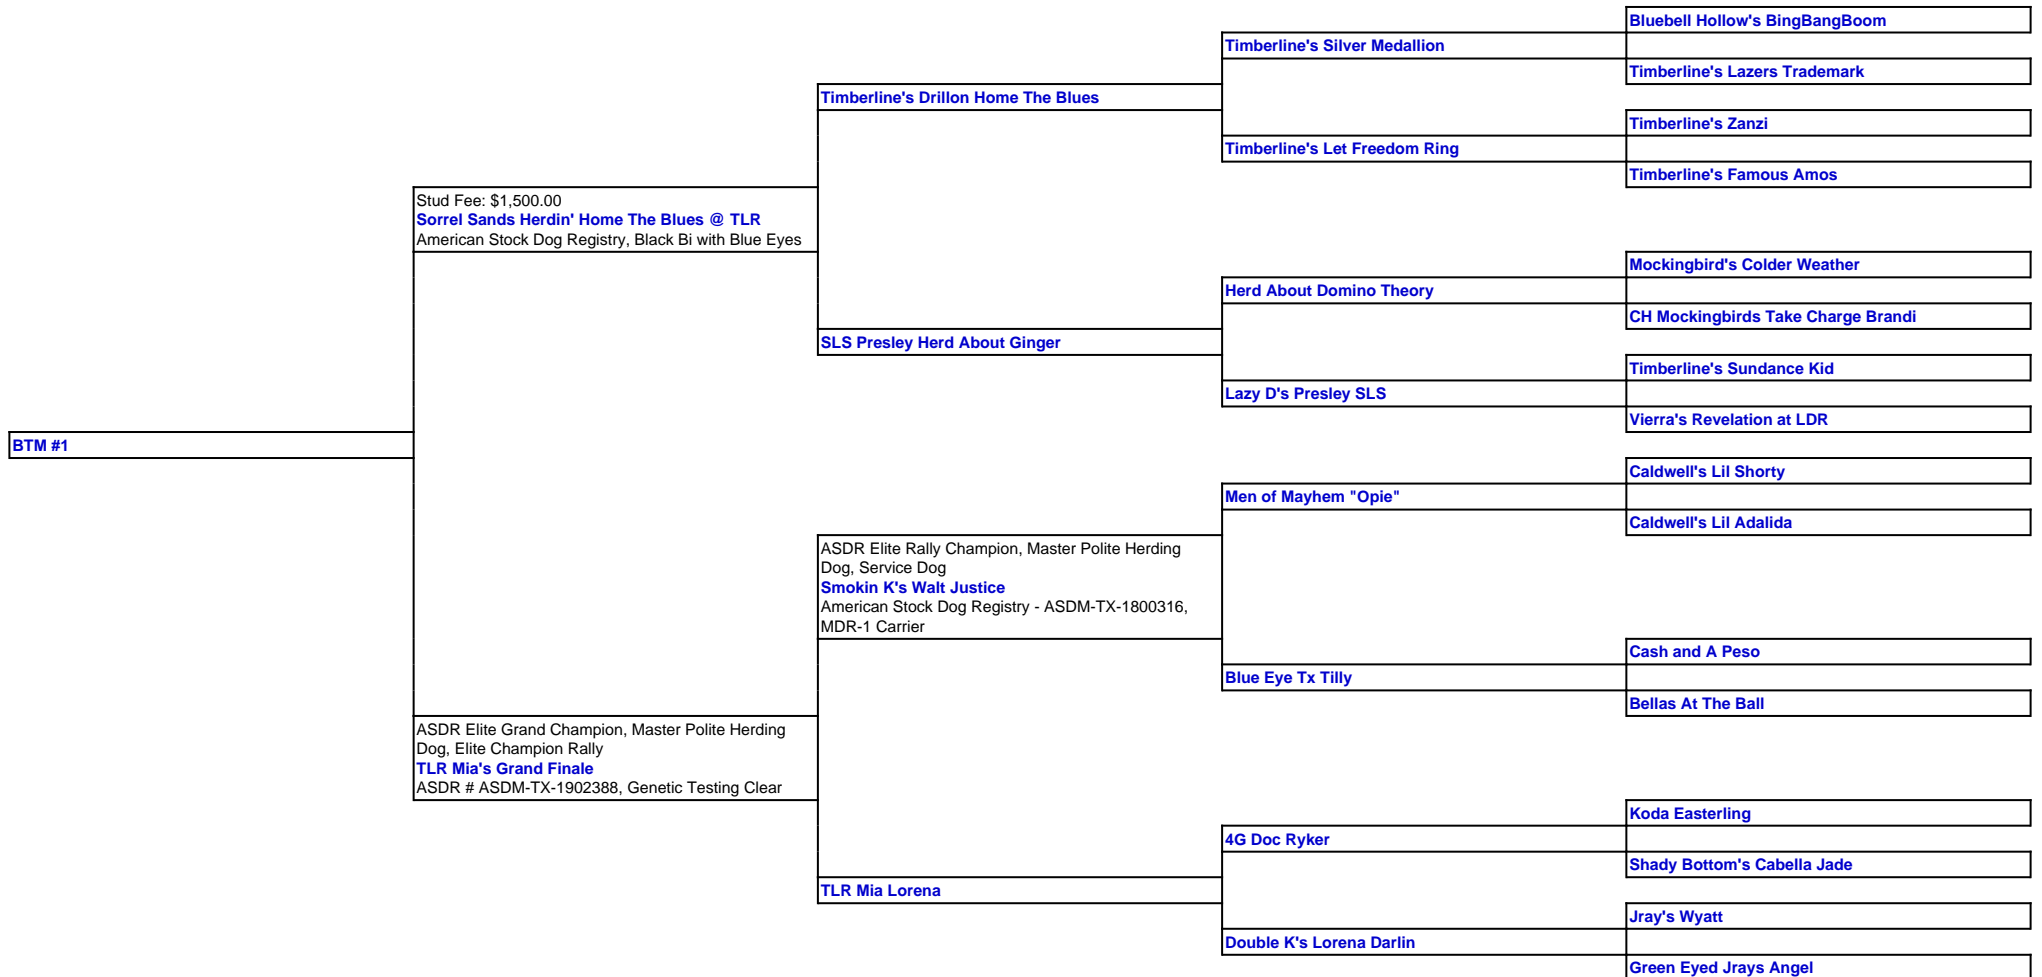 Bluebell Hollow's BingBangBoom
Timberline's Silver Medallion
Timberline's Lazers Trademark
Timberline's Drillon Home The Blues
Timberline's Zanzi
Timberline's Let Freedom Ring
Timberline's Famous Amos
Stud Fee: $1,500.00
Sorrel Sands Herdin' Home The Blues @ TLR
American Stock Dog Registry, Black Bi with Blue Eyes
Mockingbird's Colder Weather
Herd About Domino Theory
CH Mockingbirds Take Charge Brandi
SLS Presley Herd About Ginger
Timberline's Sundance Kid
Lazy D's Presley SLS
Vierra's Revelation at LDR
BTM #1
Caldwell's Lil Shorty
Men of Mayhem "Opie"
Caldwell's Lil Adalida
ASDR Elite Rally Champion, Master Polite Herding
Dog, Service Dog
Smokin K's Walt Justice
American Stock Dog Registry - ASDM-TX-1800316,
MDR-1 Carrier
Cash and A Peso
Blue Eye Tx Tilly
Bellas At The Ball
ASDR Elite Grand Champion, Master Polite Herding
Dog, Elite Champion Rally
TLR Mia's Grand Finale
ASDR # ASDM-TX-1902388, Genetic Testing Clear
Koda Easterling
4G Doc Ryker
Shady Bottom's Cabella Jade
TLR Mia Lorena
Jray's Wyatt
Double K's Lorena Darlin
Green Eyed Jrays Angel